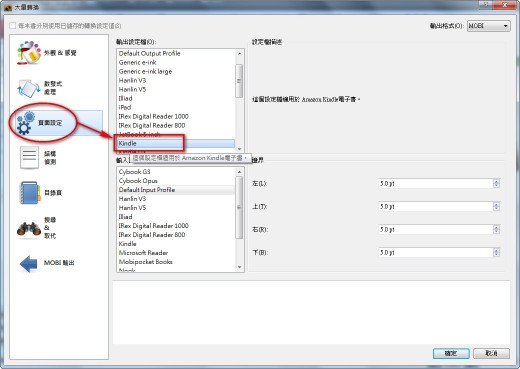 大量轉換
每本書分別使用已儲存的轉換設定值(S)
輸出格式(O):
MOBI
外觀 & 感覺
散發式
處理
頁面設定
結構
偵測
目錄頁
搜尋
&
取代
MOBI 輸出
輸出設定檔(O):
Default Output Profile
Generic e-ink
Generic e-ink large
Hanlin V3
Hanlin V5
Illiad
iPad
IRex Digital Reader 1000
IRex Digital Reader 800
JetBook 5-inch
Kindle
這個設定檔適用於 Amazon Kindle電子書。
設定檔描述
這個設定檔適用於 Amazon Kindle電子書。
Cybook G3
Cybook Opus
Default Input Profile
Hanlin V3
Hanlin V5
Illiad
IRex Digital Reader 1000
IRex Digital Reader 800
Kindle
Microsoft Reader
Mobipocket Books
Nook
邊界
左(L):
5.0 pt
上(T):
5.0 pt
右(R):
5.0 pt
下(B):
5.0 pt
確定
取消